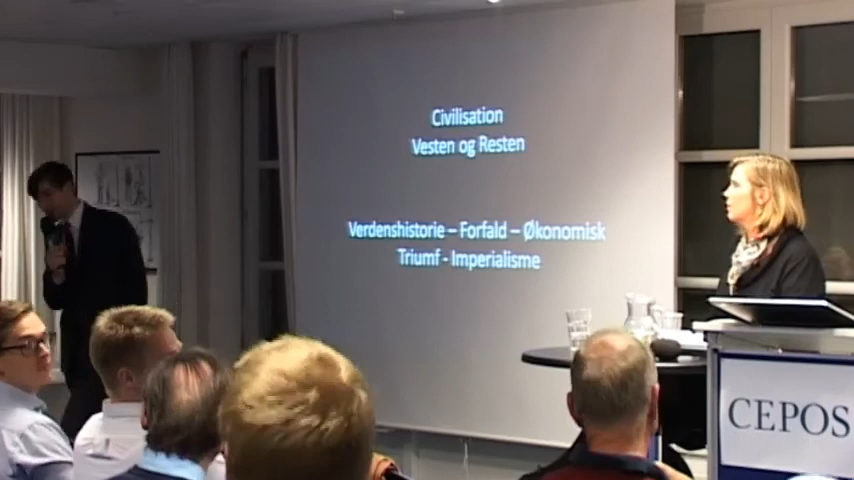 Civilisation
Vesten og Resten
Verdenshistorie – Forfald – Økonomisk
Triumf - Imperialisme
CEPOS